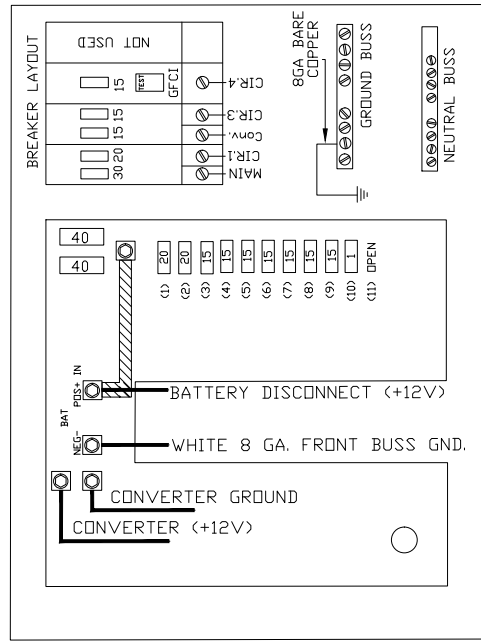 BREAKER LAYOUT
NOT USED
15 TEST GFCI CIR.4
15 CIR.3
15 Conv.
20 CIR.1
30 MAIN
8GA BARE
COPPER
GROUND BUSS
NEUTRAL BUSS
40
40
20 20 15 15 15 15 15 15 15 1 OPEN
(1) (2) (3) (4) (5) (6) (7) (8) (9) (10) (11)
BAT
POS+ IN
BATTERY DISCONNECT (+12V)
NEG-
WHITE 8 GA. FRONT BUSS GND.
CONVERTER GROUND
CONVERTER (+12V)